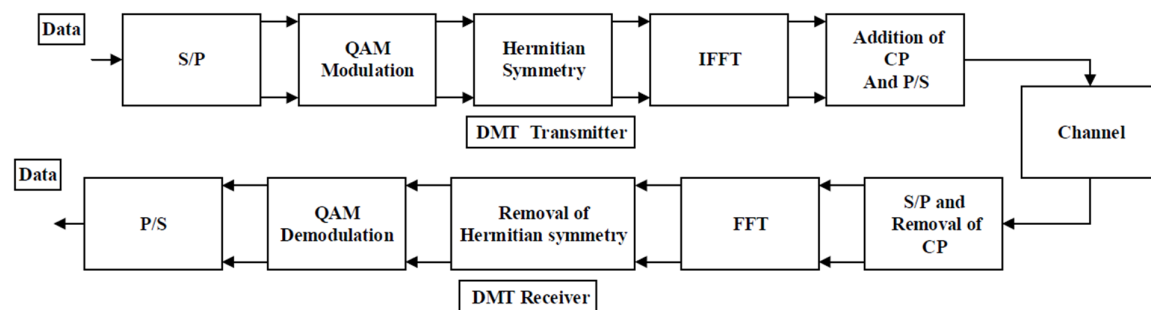 Data
S/P
QAM
Modulation
Hermitian
Symmetry
IFFT
Addition of
CP
And P/S
DMT Transmitter
Channel
Data
P/S
QAM
Demodulation
Removal of
Hermitian symmetry
FFT
S/P and
Removal of
CP
DMT Receiver